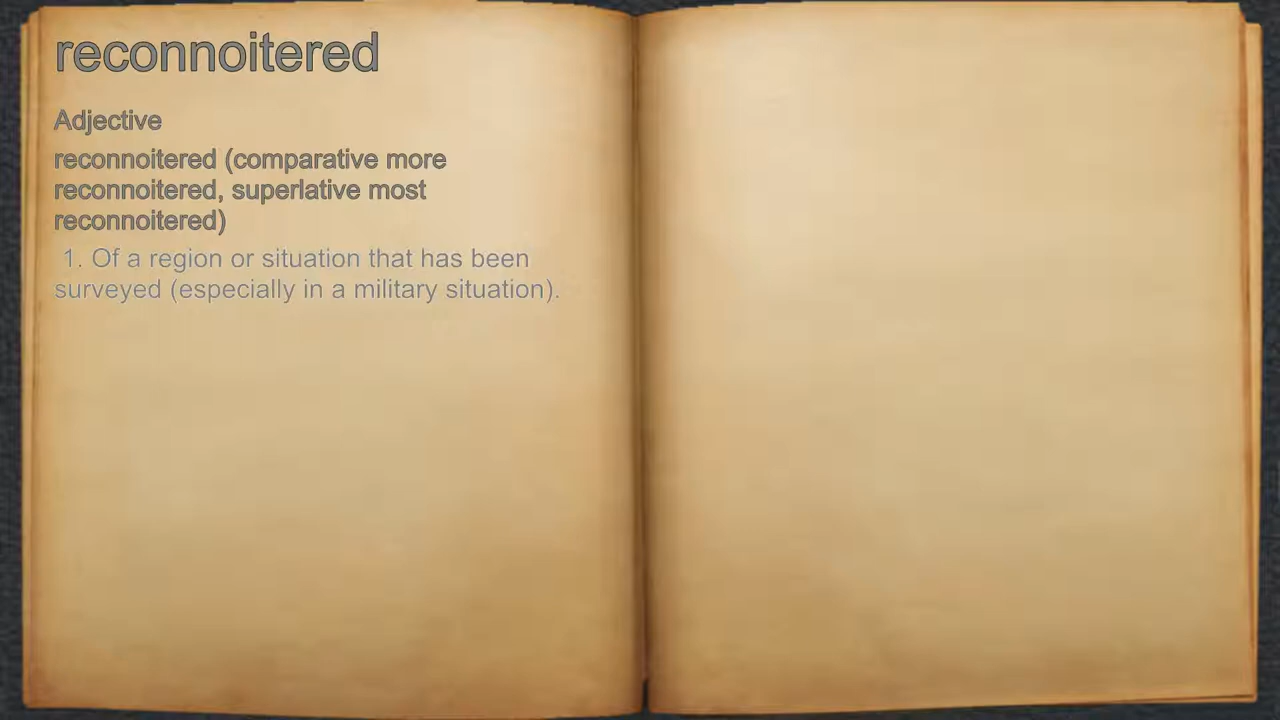 reconnoitered
Adjective
reconnoitered (comparative more
reconnoitered, superlative most
reconnoitered)
1. Of a region or situation that has been
surveyed (especially in a military situation).